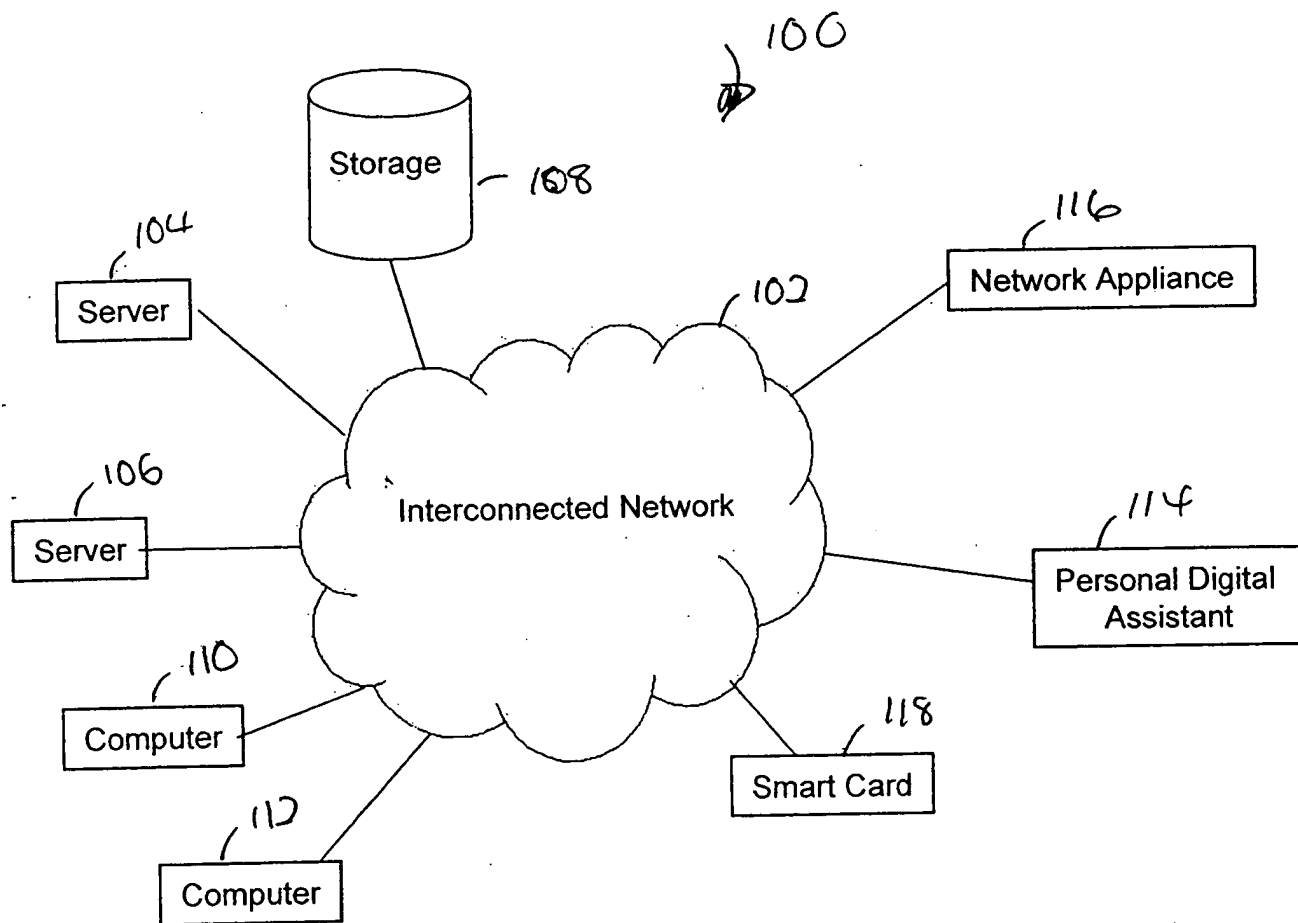 100
Storage
108
104
116
Server
Network Appliance
102
106
Interconnected Network
114
Server
Personal Digital
Assistant
110
118
Computer
Smart Card
112
Computer